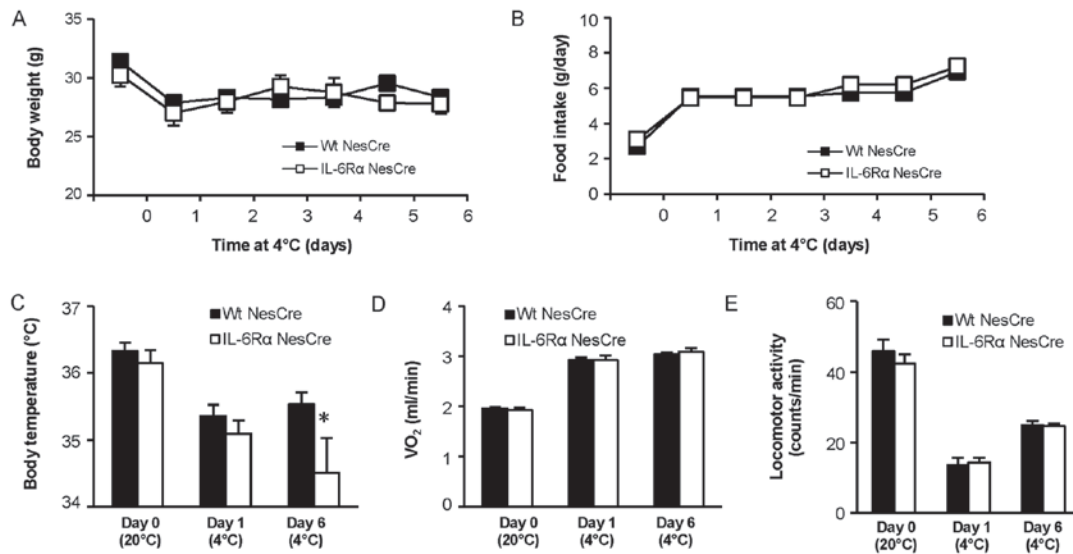 A
Body weight (g)
35
30
25
20
Wt NesCre
IL-6Rα NesCre
0 1 2 3 4 5 6
Time at 4°C (days)
B
Food intake (g/day)
10
8
6
4
2
0
Wt NesCre
IL-6Rα NesCre
0 1 2 3 4 5 6
Time at 4°C (days)
C
Body temperature (°C)
37
36
35
34
Wt NesCre
IL-6Rα NesCre
*
Day 0 Day 1 Day 6
(20°C) (4°C) (4°C)
D
VO2 (ml/min)
4
3
2
1
0
Wt NesCre
IL-6Rα NesCre
Day 0 Day 1 Day 6
(20°C) (4°C) (4°C)
E
Locomotor activity
(counts/min)
60
40
20
0
Wt NesCre
IL-6Rα NesCre
Day 0 Day 1 Day 6
(20°C) (4°C) (4°C)